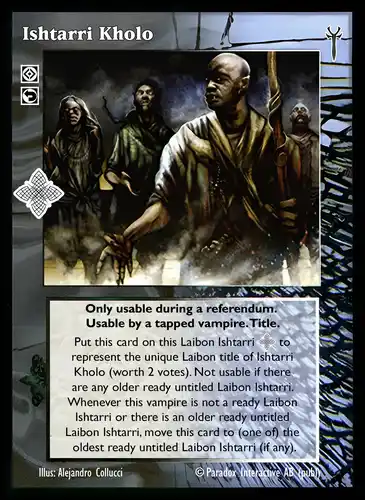 Ishtarri Kholo
Only usable during a referendum.
Usable by a tapped vampire. Title.
Put this card on this Laibon Ishtarri to
represent the unique Laibon title of Ishtarri
Kholo (worth 2 votes). Not usable if there
are any older ready untitled Laibon Ishtarri.
Whenever this vampire is not a ready Laibon
Ishtarri or there is an older ready untitled
Laibon Ishtarri, move this card to (one of) the
oldest ready untitled Laibon Ishtarri (if any).
Illus: Alejandro Collucci
© Paradox Interactive AB (publ)